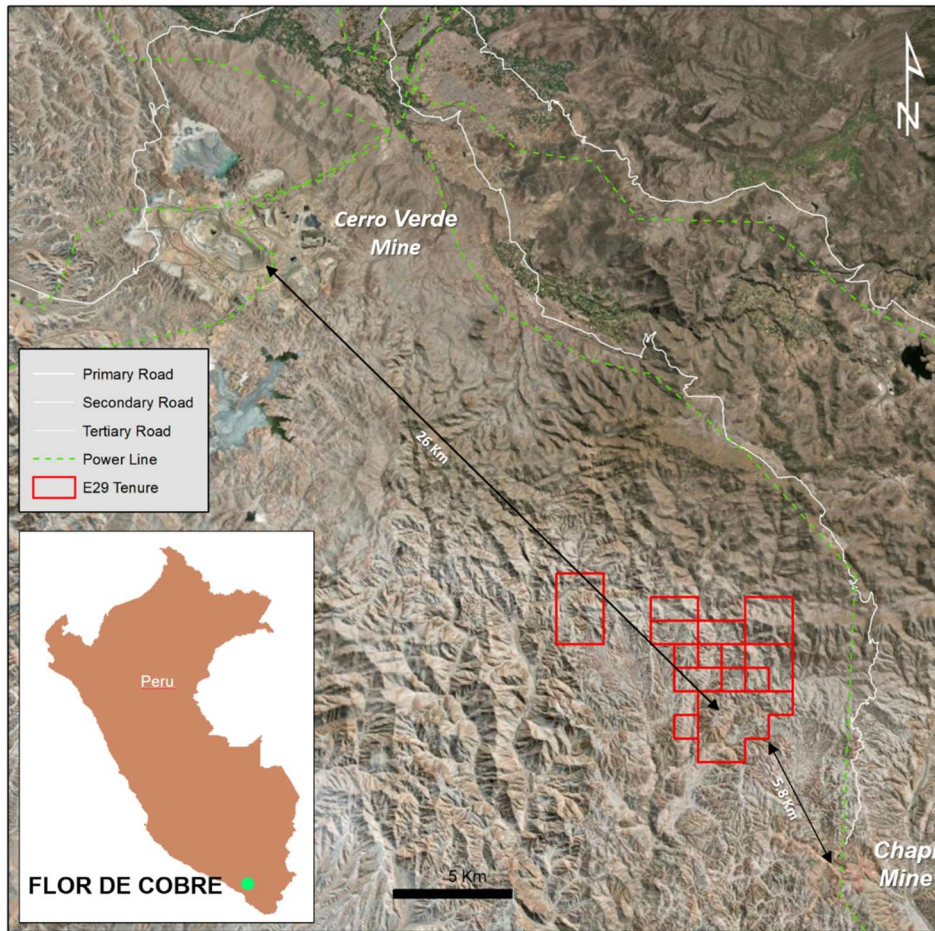 N
Cerro Verde
Mine
Primary Road
Secondary Road
Tertiary Road
Power Line
E29 Tenure
26 Km
Peru
FLOR DE COBRE
5 Km
5.8 Km
Chapi
Mine